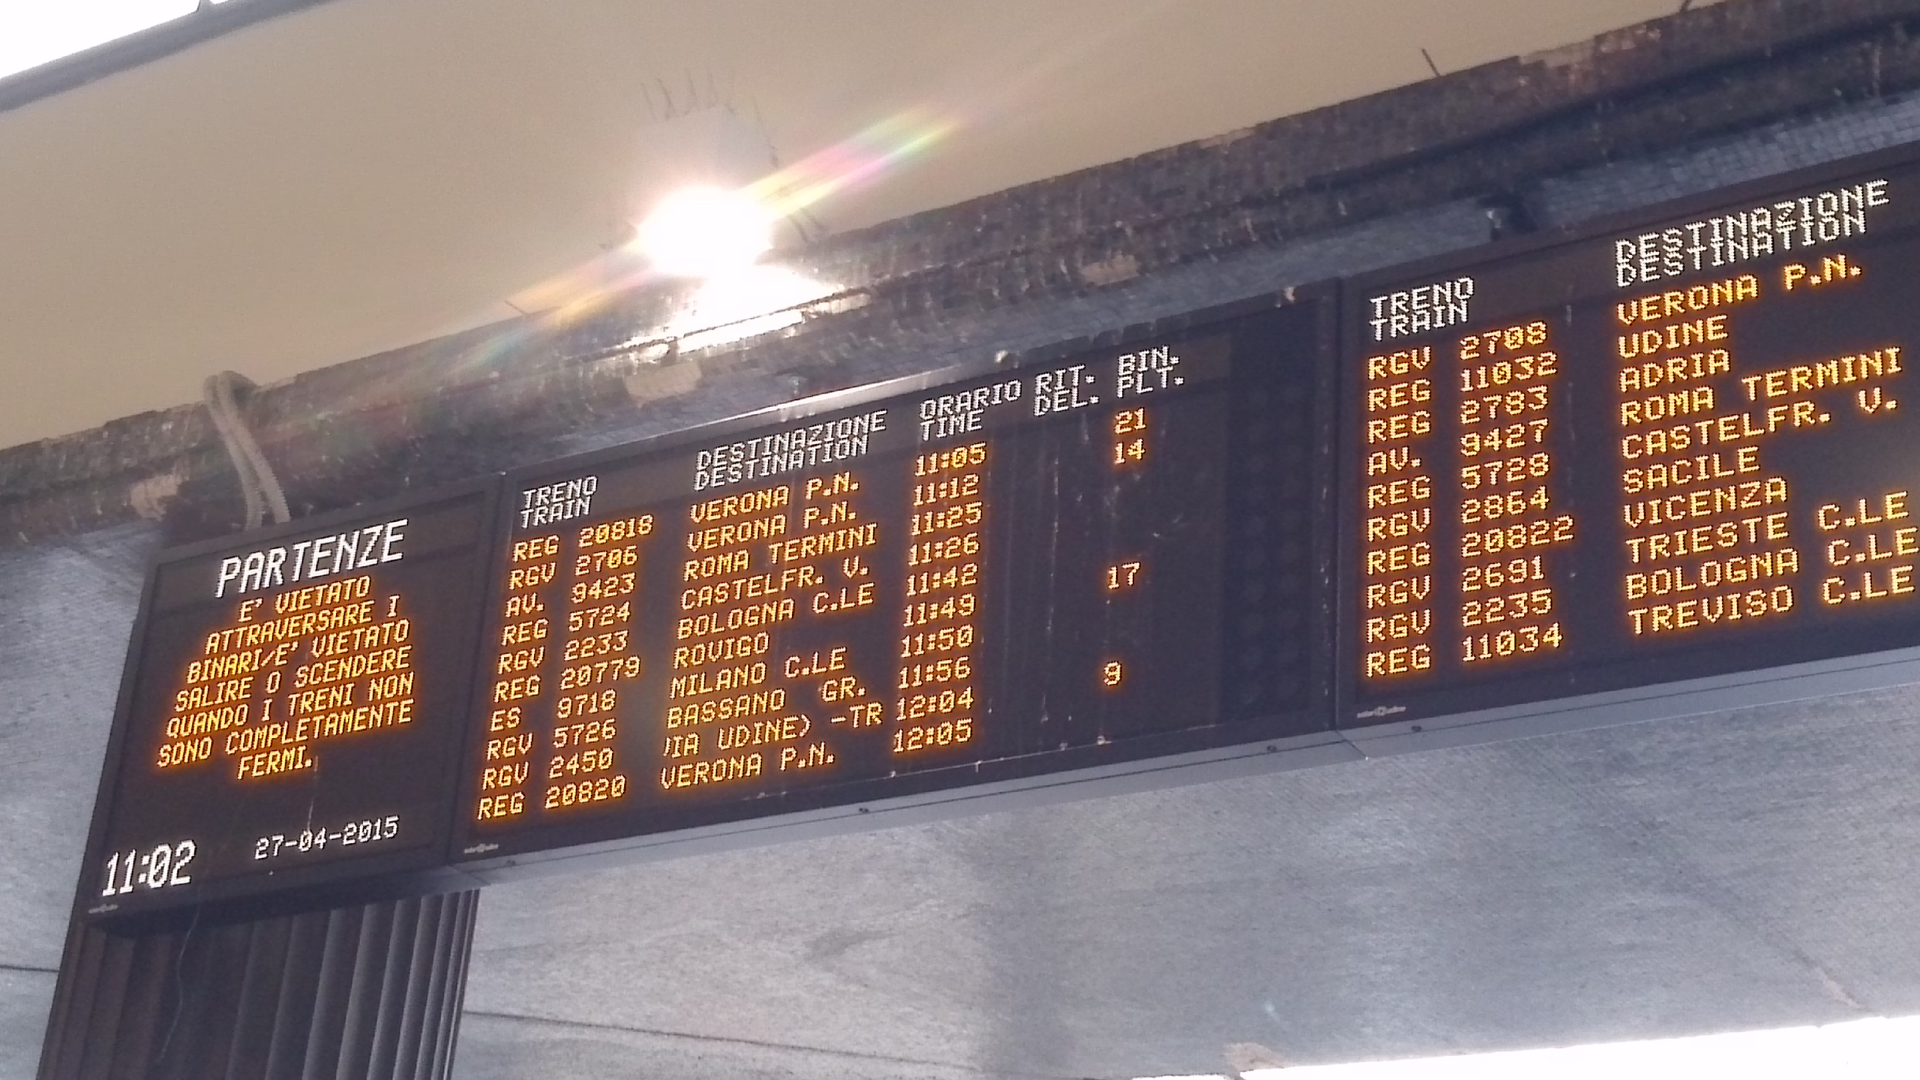 PARTENZE
E' VIETATO
ATTRAVERSARE I
BINARI/E' VIETATO
SALIRE O SCENDERE
QUANDO I TRENI NON
SONO COMPLETAMENTE
FERMI.
11:02 27-04-2015
TRENO DESTINAZIONE ORARIO RIT. BIN.
TRAIN DESTINATION TIME DEL. PLT.
REG 20818 VERONA P.N. 11:05 21
RGV 2706 VERONA P.N. 11:12 14
AV. 9423 ROMA TERMINI 11:25
REG 5724 CASTELFR. V. 11:26
RGV 2233 BOLOGNA C.LE 11:42
REG 20779 ROVIGO 11:49 17
ES 9718 MILANO C.LE 11:50
RGV 5726 BASSANO GR. 11:56
RGV 2450 IA UDINE) -TR 12:04 9
REG 20820 VERONA P.N. 12:05
TRENO DESTINAZIONE
TRAIN DESTINATION
RGV 2708 VERONA P.N.
REG 11032 UDINE
REG 2783 ADRIA
AV. 9427 ROMA TERMINI
REG 5728 CASTELFR. V.
RGV 2864 SACILE
REG 20822 VICENZA
RGV 2691 TRIESTE C.LE
RGV 2235 BOLOGNA C.LE
REG 11034 TREVISO C.LE